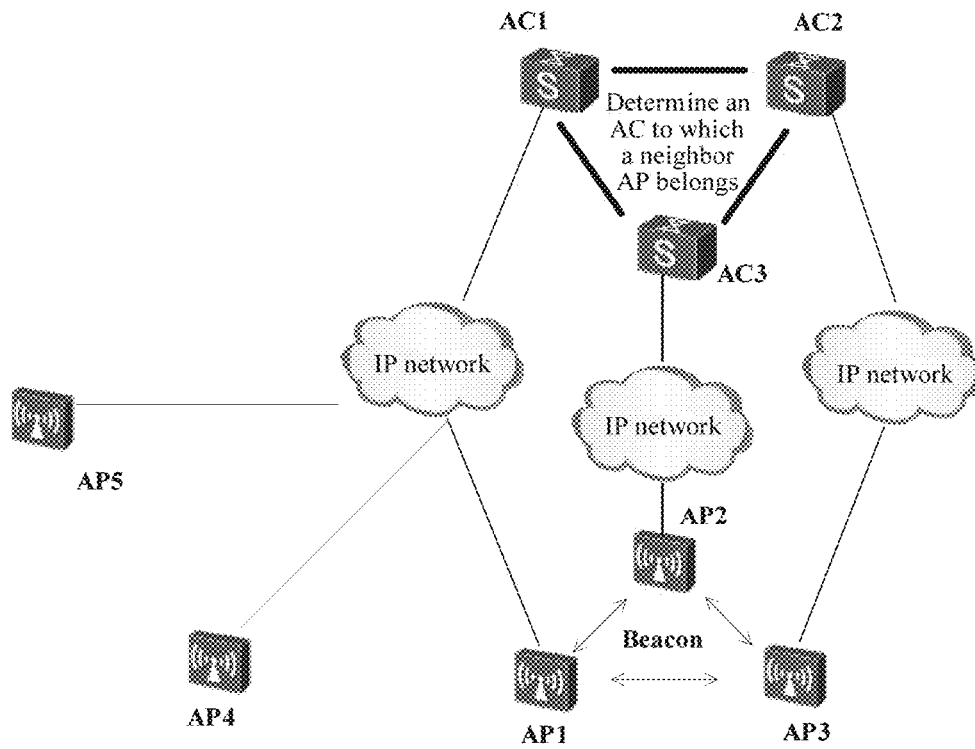 AC1
AC2
S
S
Determine an
AC to which
a neighbor
AP belongs
S
AC3
IP network
IP network
IP network
AP5
AP2
Beacon
AP4
AP1
AP3